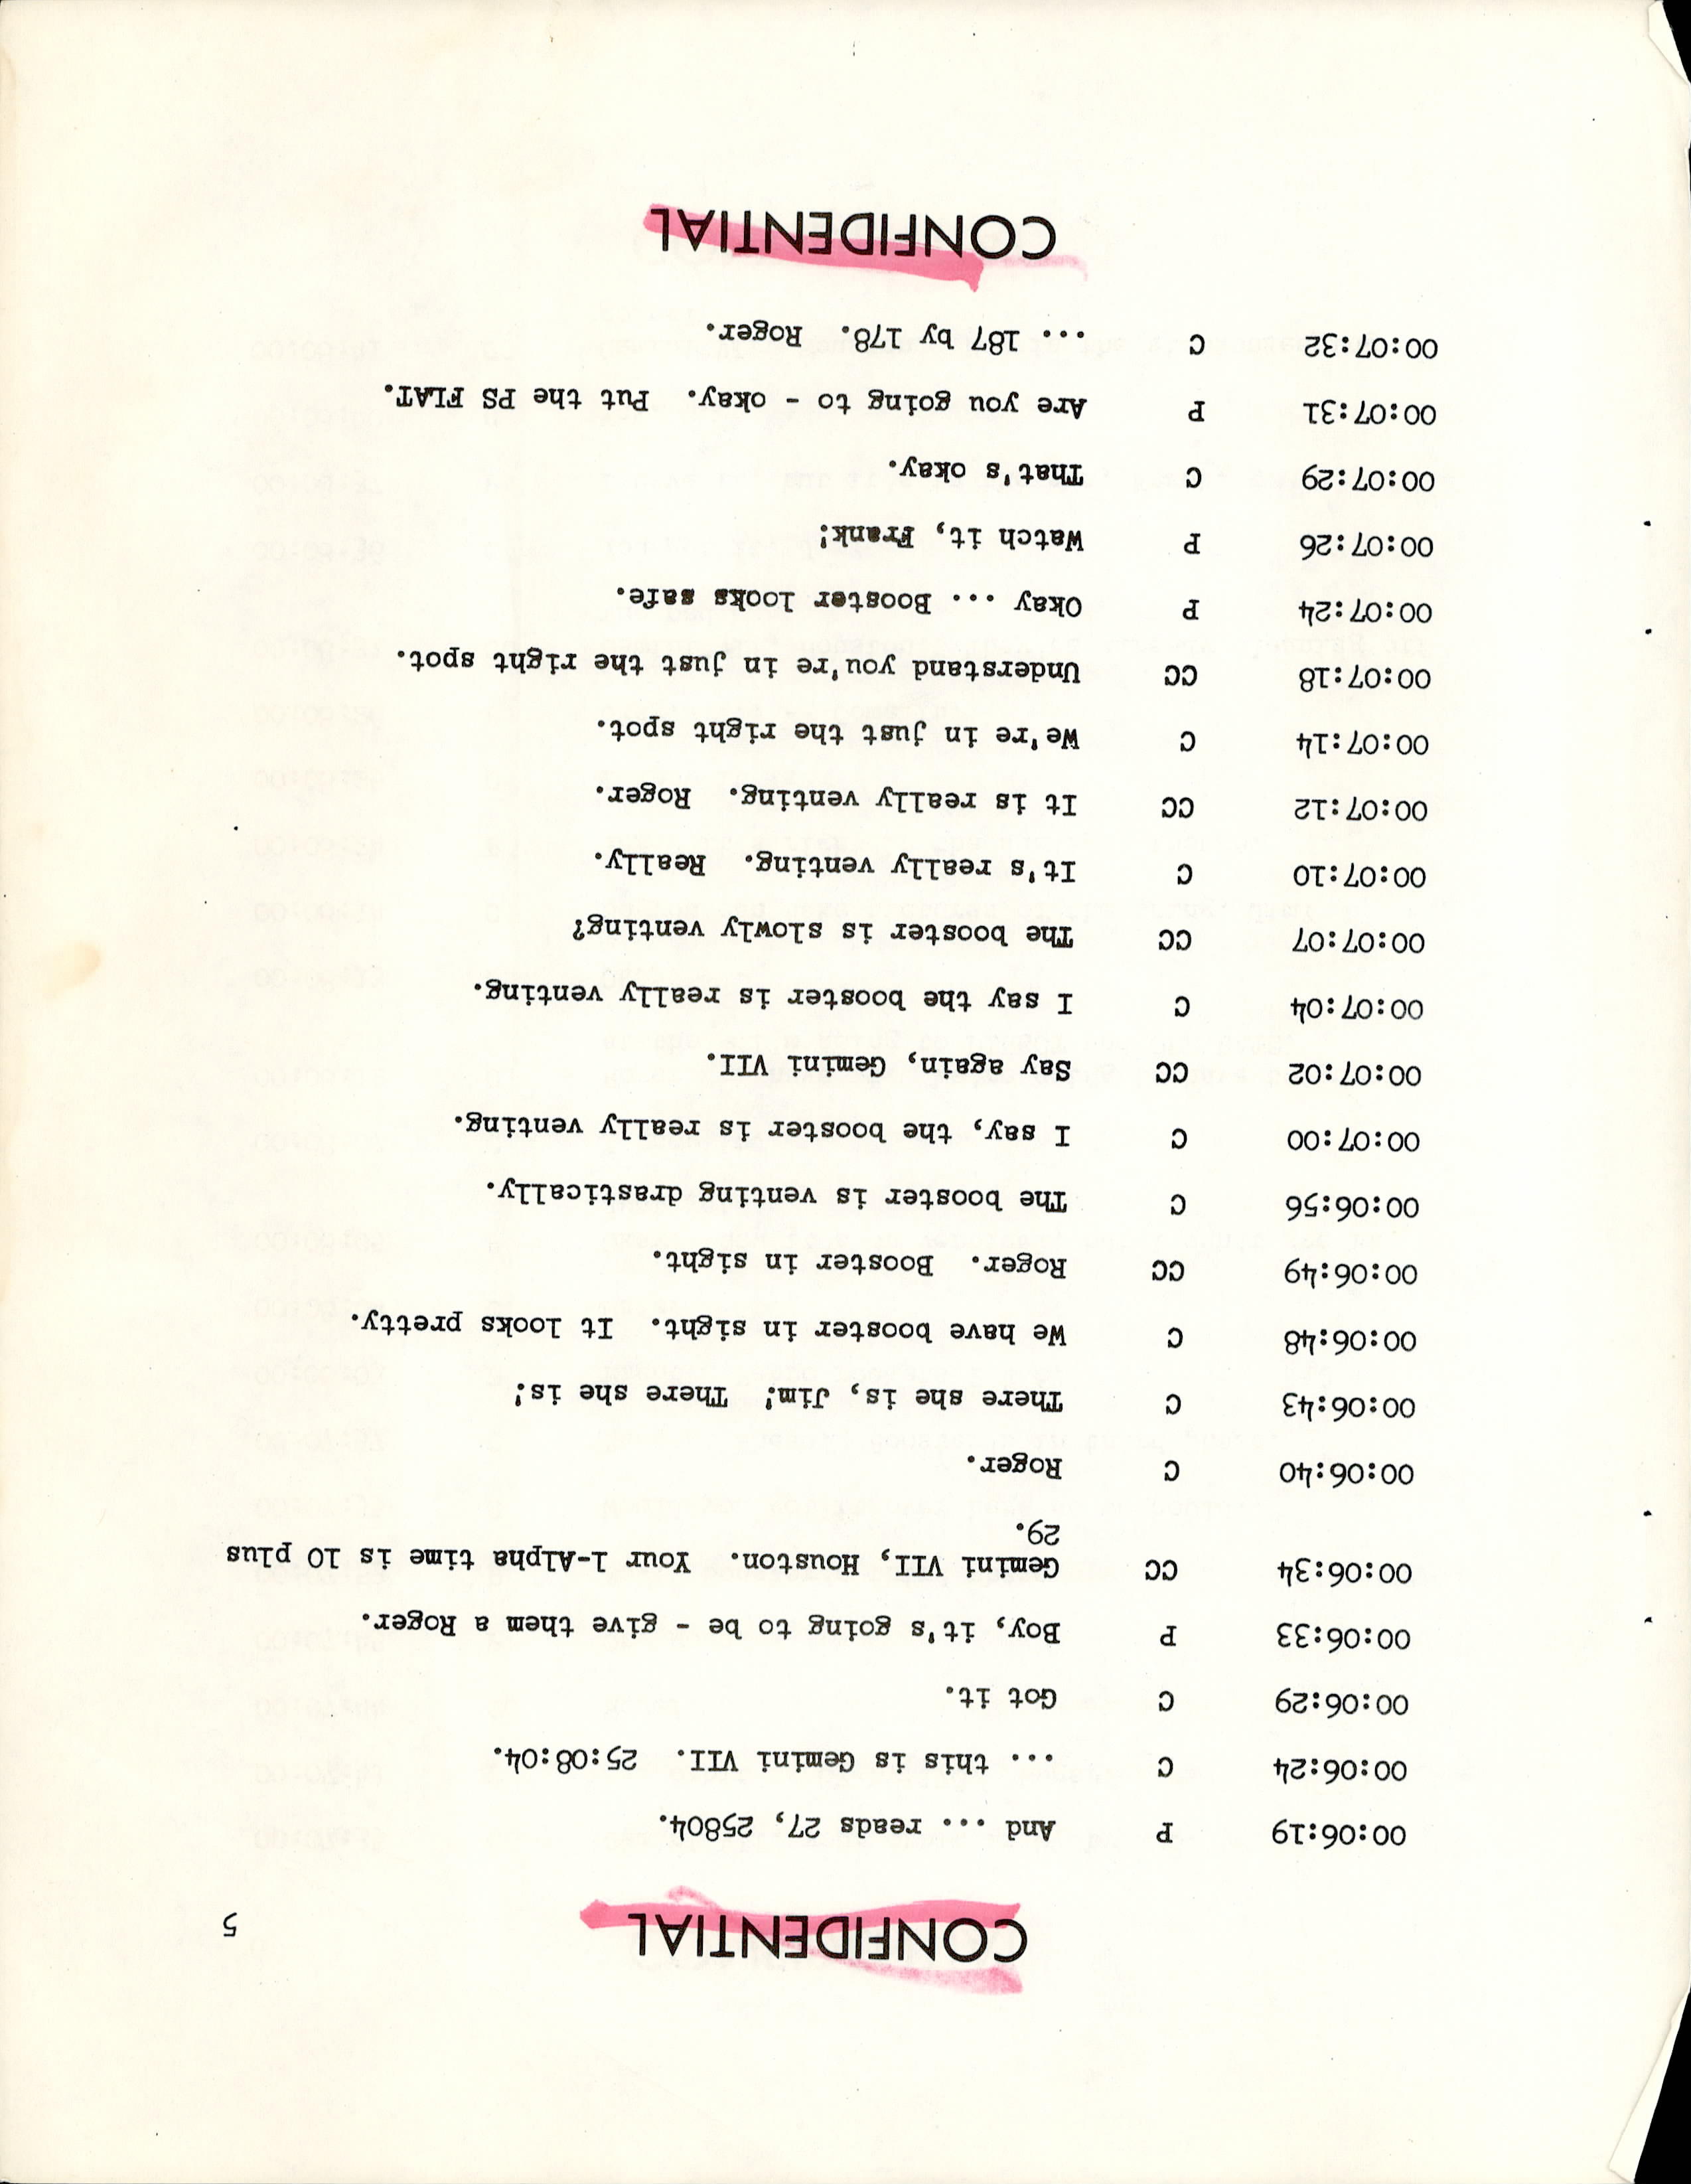 CONFIDENTIAL
5
00:06:19 P And ... reads 27, 25804.
00:06:24 C ... this is Gemini VII. 25:08:04.
00:06:29 C Got it.
00:06:33 P Boy, it's going to be - give them a Roger.
00:06:34 CC Gemini VII, Houston. Your 1-Alpha time is 10 plus
29.
00:06:40 C Roger.
00:06:43 C There she is, Jim! There she is!
00:06:48 C We have booster in sight. It looks pretty.
00:06:49 CC Roger. Booster in sight.
00:06:56 C The booster is venting drastically.
00:07:00 C I say, the booster is really venting.
00:07:02 CC Say again, Gemini VII.
00:07:04 C I say the booster is really venting.
00:07:07 CC The booster is slowly venting?
00:07:10 C It's really venting. Really.
00:07:12 CC It is really venting. Roger.
00:07:14 C We're in just the right spot.
00:07:18 CC Understand you're in just the right spot.
00:07:24 P Okay ... Booster looks safe.
00:07:26 P Watch it, Frank!
00:07:29 C That's okay.
00:07:31 P Are you going to - okay. Put the PS FLAT.
00:07:32 C ... 187 by 178. Roger.
CONFIDENTIAL